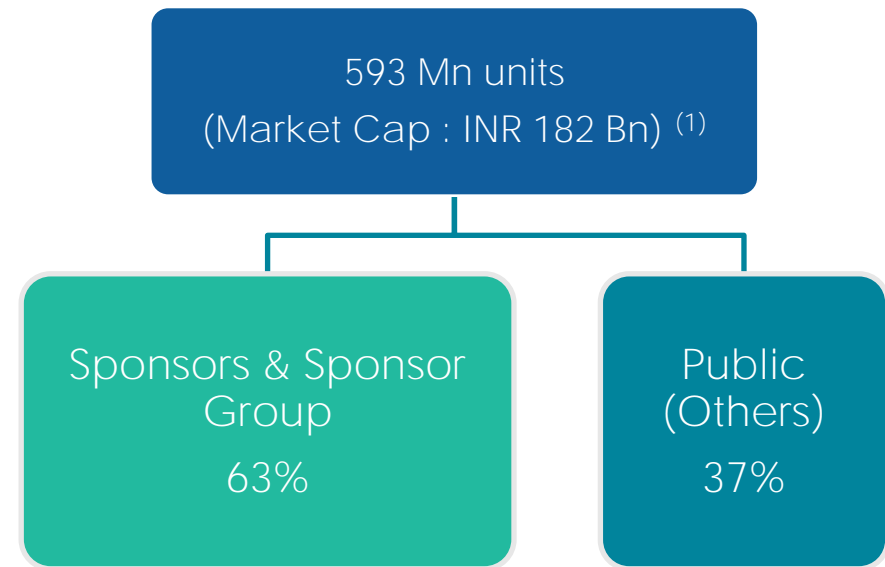 593 Mn units
(Market Cap : INR 182 Bn) (1)
Sponsors & Sponsor
Group
63%
Public
(Others)
37%